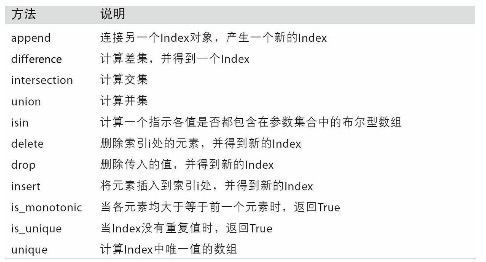 方法 说明
append 连接另一个Index对象，产生一个新的Index
difference 计算差集，并得到一个Index
intersection 计算交集
union 计算并集
isin 计算一个指示各值是否都包含在参数集合中的布尔型数组
delete 删除索引i处的元素，并得到新的Index
drop 删除传入的值，并得到新的Index
insert 将元素插入到索引i处，并得到新的Index
is_monotonic 当各元素均大于等于前一个元素时，返回True
is_unique 当Index没有重复值时，返回True
unique 计算Index中唯一值的数组